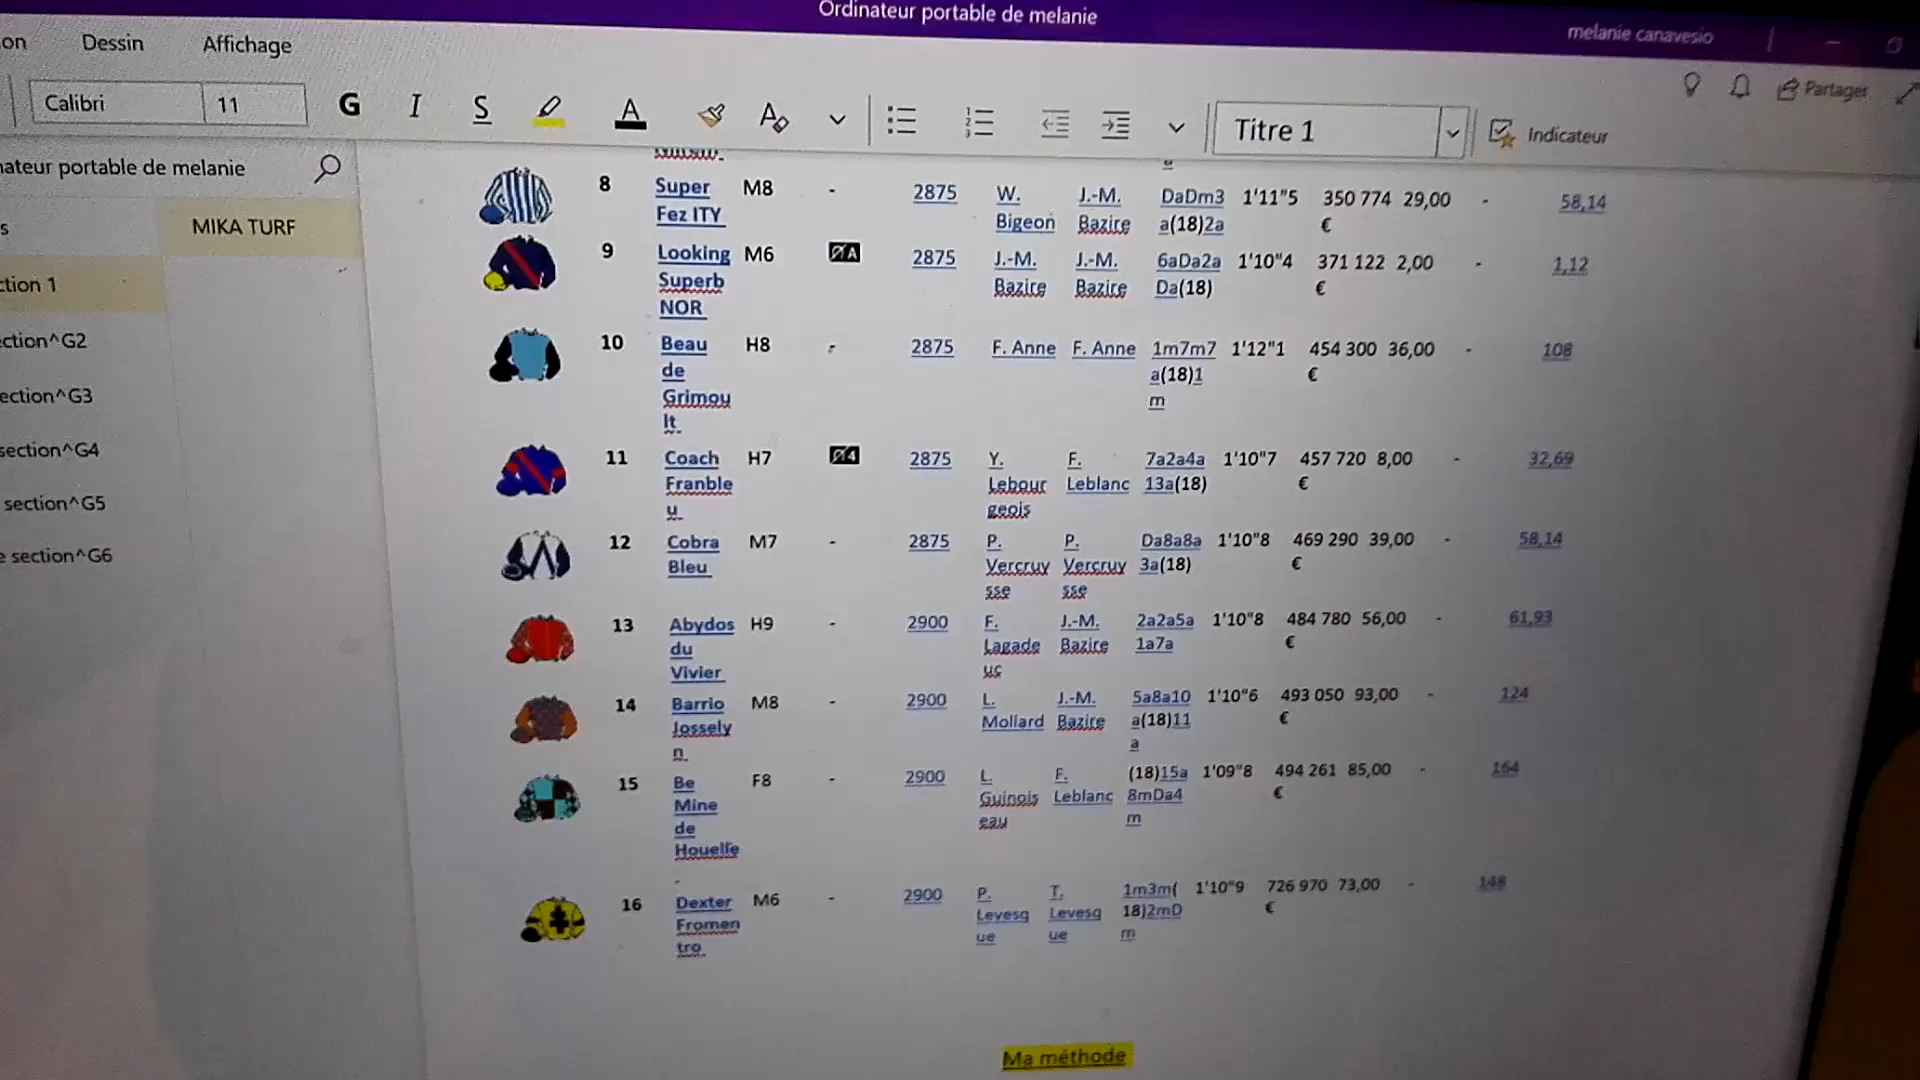 Ordinateur portable de melanie
melanie canavesio
on Dessin Affichage
Partager
Calibri 11 G I S A A Titre 1 Indicateur
nateur portable de melanie
s
MIKA TURF
ction 1
ection^G2
ection^G3
section^G4
section^G5
e section^G6
8 Super M8 - 2875 W. J.-M. DaDm3 1'11"5 350 774 29,00 - 58,14
Fez ITY Bigeon Bazire a(18)2a €
9 Looking M6 ØA 2875 J.-M. J.-M. 6aDa2a 1'10"4 371 122 2,00 - 1,12
Superb Bazire Bazire Da(18) €
NOR
10 Beau H8 - 2875 F. Anne F. Anne 1m7m7 1'12"1 454 300 36,00 - 108
de a(18)1 €
Grimou m
lt
11 Coach H7 Ø4 2875 Y. F. 7a2a4a 1'10"7 457 720 8,00 - 32,69
Franble Lebour Leblanc 13a(18) €
u geois
12 Cobra M7 - 2875 P. P. Da8a8a 1'10"8 469 290 39,00 - 58,14
Bleu Vercruy Vercruy 3a(18) €
sse sse
13 Abydos H9 - 2900 F. J.-M. 2a2a5a 1'10"8 484 780 56,00 - 61,93
du Lagade Bazire 1a7a €
Vivier uc
14 Barrio M8 - 2900 L. J.-M. 5a8a10 1'10"6 493 050 93,00 - 124
Jossely Mollard Bazire a(18)11 €
n a
15 Be F8 - 2900 L. F. (18)15a 1'09"8 494 261 85,00 - 164
Mine Guinois Leblanc 8mDa4 €
de eau m
Houelle
16 Dexter M6 - 2900 P. T. 1m3m( 1'10"9 726 970 73,00 - 148
Fromen Levesq Levesq 18)2mD €
tro ue ue m
Ma méthode